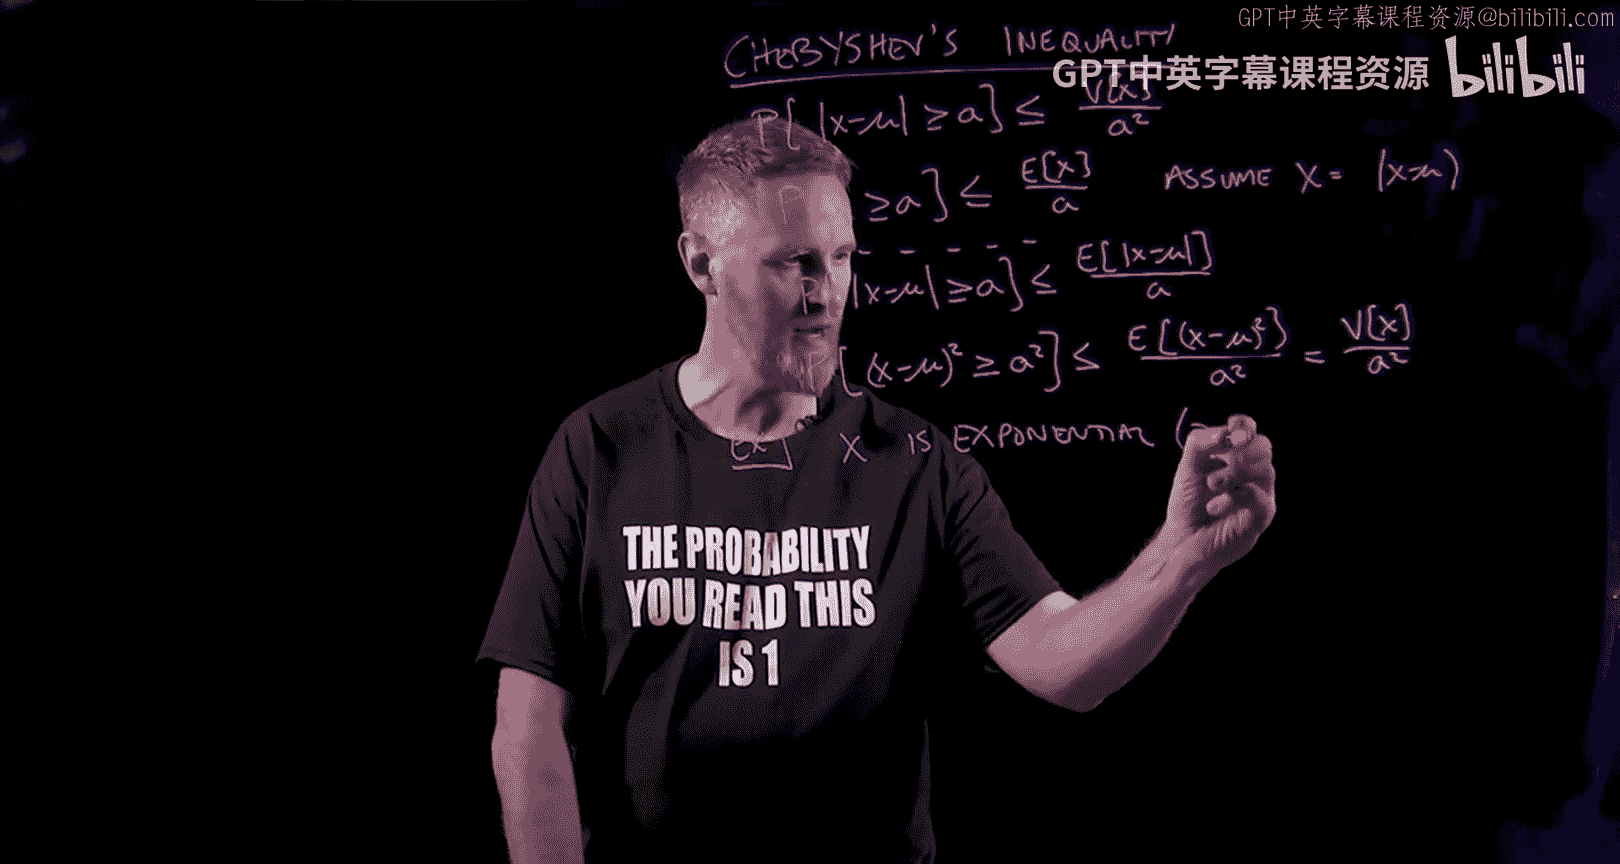 GPT中英字幕课程资源@bilibili.com
CHEBYSHEV'S INEQUALITY
GPT中英字幕课程资源 bilibili
P[ |x-μ| ≥ a ] ≤ V[x] / a²
P ≥ a ] ≤ E[x] / a ASSUME X = |x-μ|
P |x-μ| ≥ a ] ≤ E[|x-μ|] / a
P[ (x-μ)² ≥ a² ] ≤ E[(x-μ)²] / a² = V[x] / a²
EX X IS EXPONENTIAL (
THE PROBABILITY
YOU READ THIS
IS 1